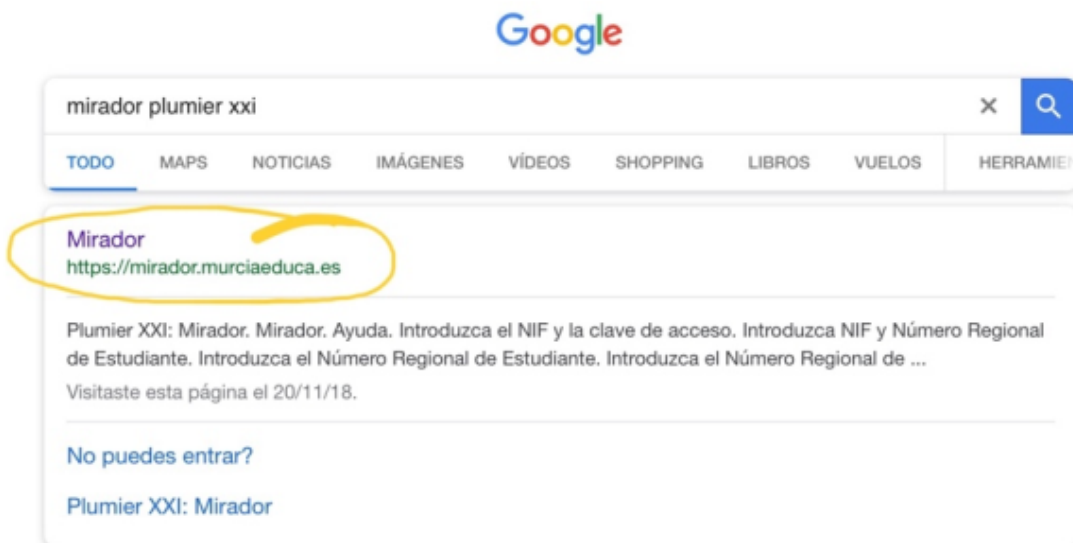 Google
mirador plumier xxi
TODO MAPS NOTICIAS IMÁGENES VÍDEOS SHOPPING LIBROS VUELOS HERRAMIEN
Mirador
https://mirador.murciaeduca.es
Plumier XXI: Mirador. Mirador. Ayuda. Introduzca el NIF y la clave de acceso. Introduzca NIF y Número Regional
de Estudiante. Introduzca el Número Regional de Estudiante. Introduzca el Número Regional de ...
Visitaste esta página el 20/11/18.
No puedes entrar?
Plumier XXI: Mirador